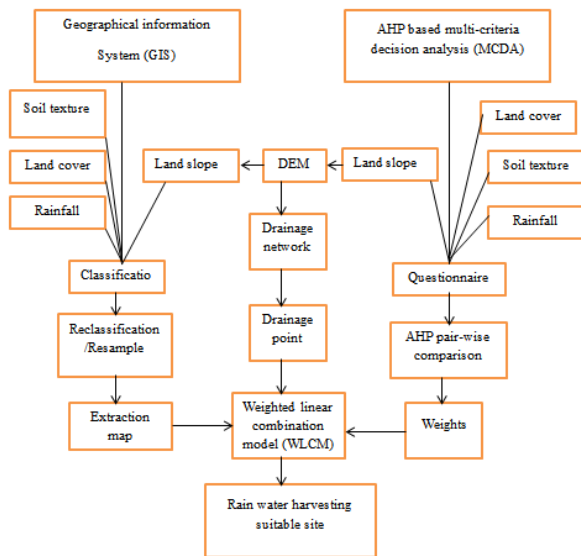 Geographical information
System (GIS)
AHP based multi-criteria
decision analysis (MCDA)
Soil texture
Land cover
Rainfall
Land slope
DEM
Land slope
Land cover
Soil texture
Rainfall
Drainage
network
Classificatio
Questionnaire
Reclassification
/Resample
Drainage
point
AHP pair-wise
comparison
Extraction
map
Weighted linear
combination
model (WLCM)
Weights
Rain water harvesting
suitable site